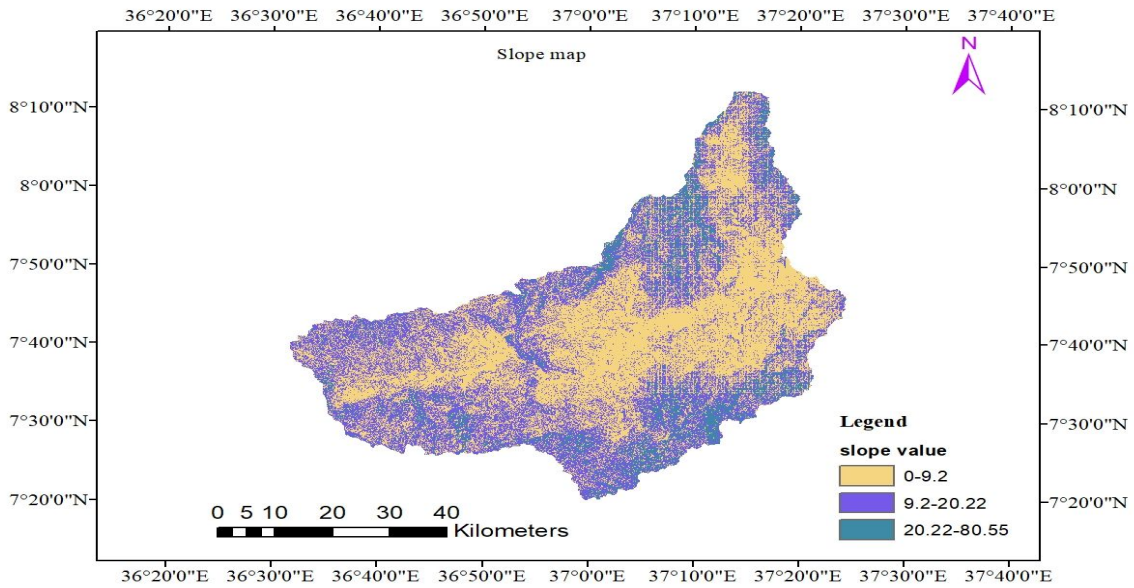 36°20'0"E 36°30'0"E 36°40'0"E 36°50'0"E 37°0'0"E 37°10'0"E 37°20'0"E 37°30'0"E 37°40'0"E
Slope map
N
8°10'0"N 8°10'0"N
8°0'0"N 8°0'0"N
7°50'0"N 7°50'0"N
7°40'0"N 7°40'0"N
7°30'0"N 7°30'0"N
7°20'0"N 7°20'0"N
Legend
slope value
0-9.2
9.2-20.22
20.22-80.55
0 5 10 20 30 40
Kilometers
36°20'0"E 36°30'0"E 36°40'0"E 36°50'0"E 37°0'0"E 37°10'0"E 37°20'0"E 37°30'0"E 37°40'0"E